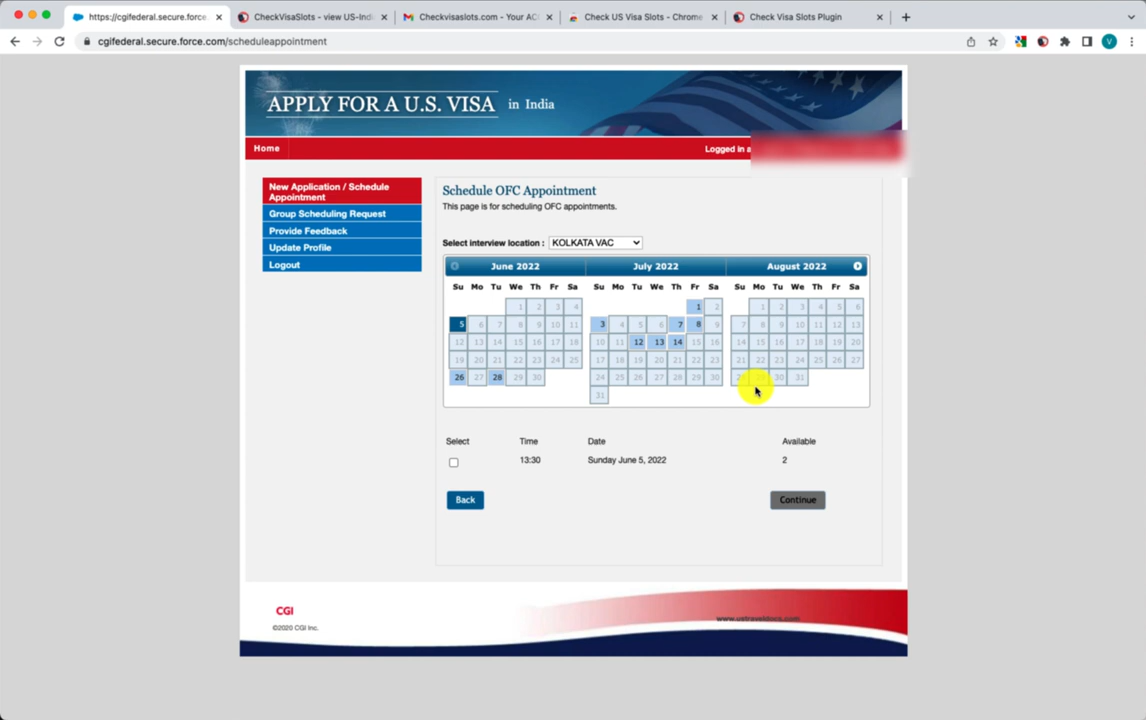 https://cgifederal.secure.force.com
CheckVisaSlots - view US-Indi
Checkvisaslots.com - Your AC
Check US Visa Slots - Chrome
Check Visa Slots Plugin
cgifederal.secure.force.com/scheduleappointment
V
APPLY FOR A U.S. VISA in India
Home
Logged in a
New Application / Schedule
Appointment
Group Scheduling Request
Provide Feedback
Update Profile
Logout
Schedule OFC Appointment
This page is for scheduling OFC appointments.
Select interview location : KOLKATA VAC
June 2022
Su Mo Tu We Th Fr Sa
1 2 3 4
5 6 7 8 9 10 11
12 13 14 15 16 17 18
19 20 21 22 23 24 25
26 27 28 29 30
July 2022
Su Mo Tu We Th Fr Sa
1 2
3 4 5 6 7 8 9
10 11 12 13 14 15 16
17 18 19 20 21 22 23
24 25 26 27 28 29 30
31
August 2022
Su Mo Tu We Th Fr Sa
1 2 3 4 5 6
7 8 9 10 11 12 13
14 15 16 17 18 19 20
21 22 23 24 25 26 27
30 31
Select Time Date Available
13:30 Sunday June 5, 2022 2
Back
Continue
CGI
©2020 CGI Inc.
www.ustraveldocs.com